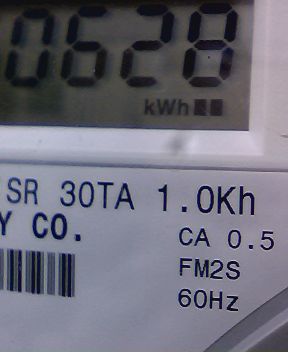 0628
kWh
SR 30TA 1.0Kh
Y CO.
CA 0.5
FM2S
60Hz